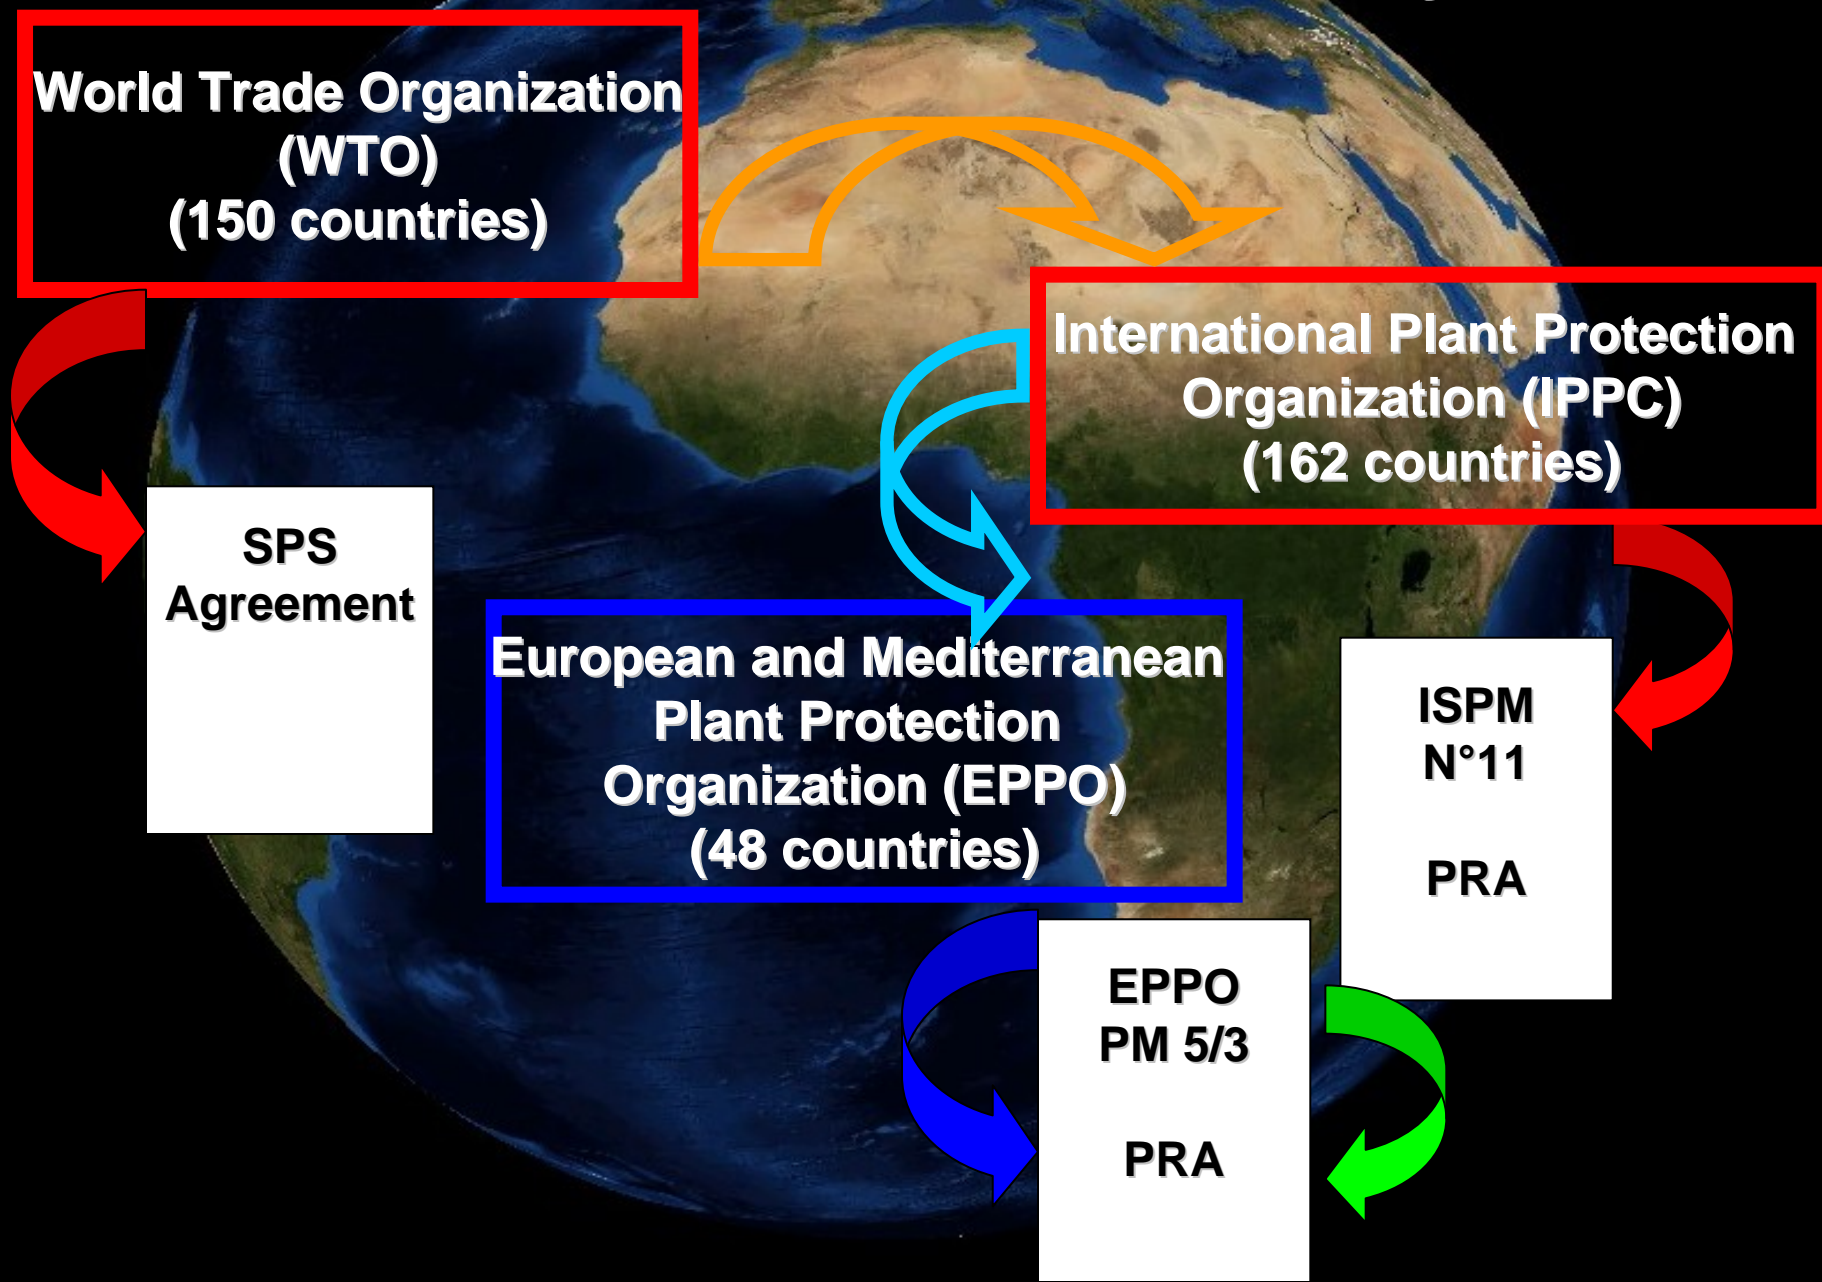 World Trade Organization
(WTO)
(150 countries)
International Plant Protection
Organization (IPPC)
(162 countries)
SPS
Agreement
European and Mediterranean
Plant Protection
Organization (EPPO)
(48 countries)
ISPM
N°11
PRA
EPPO
PM 5/3
PRA